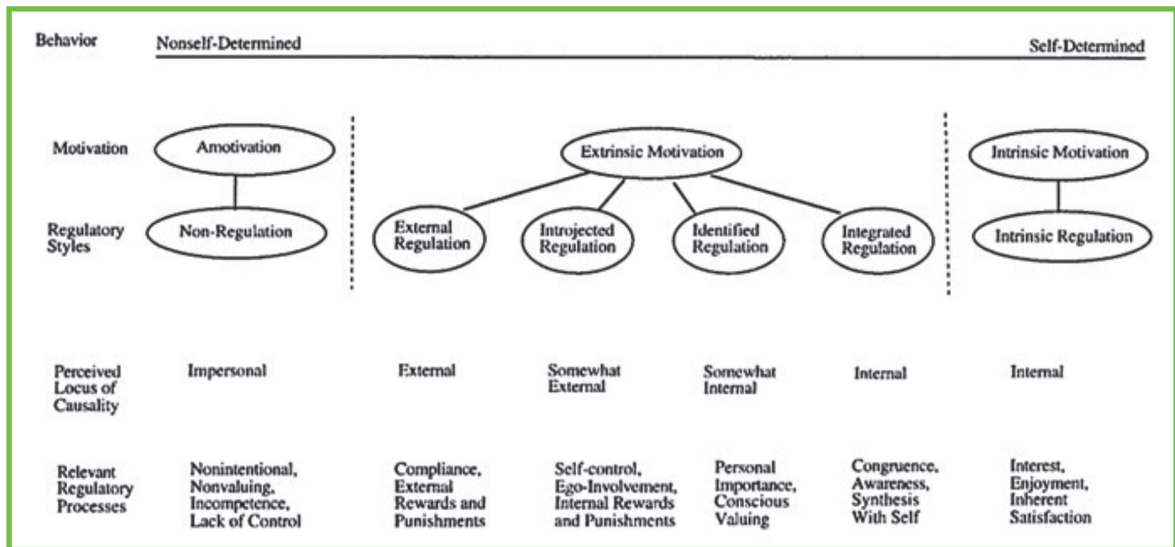 Behavior Nonself-Determined Self-Determined
Motivation Amotivation Extrinsic Motivation Intrinsic Motivation
Regulatory
Styles
Non-Regulation
External
Regulation
Introjected
Regulation
Identified
Regulation
Integrated
Regulation
Intrinsic Regulation
Perceived
Locus of
Causality
Impersonal
External
Somewhat
External
Somewhat
Internal
Internal
Internal
Relevant
Regulatory
Processes
Nonintentional,
Nonvaluing,
Incompetence,
Lack of Control
Compliance,
External
Rewards and
Punishments
Self-control,
Ego-Involvement,
Internal Rewards
and Punishments
Personal
Importance,
Conscious
Valuing
Congruence,
Awareness,
Synthesis
With Self
Interest,
Enjoyment,
Inherent
Satisfaction